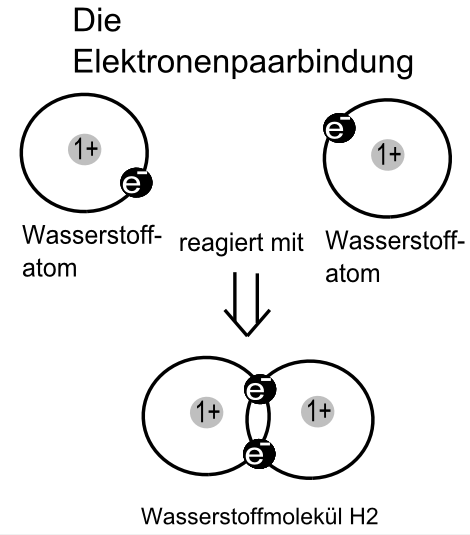 Die
Elektronenpaarbindung
1+
e-
e-
1+
Wasserstoff-
atom
reagiert mit
Wasserstoff-
atom
e-
1+
1+
e-
Wasserstoffmolekül H2